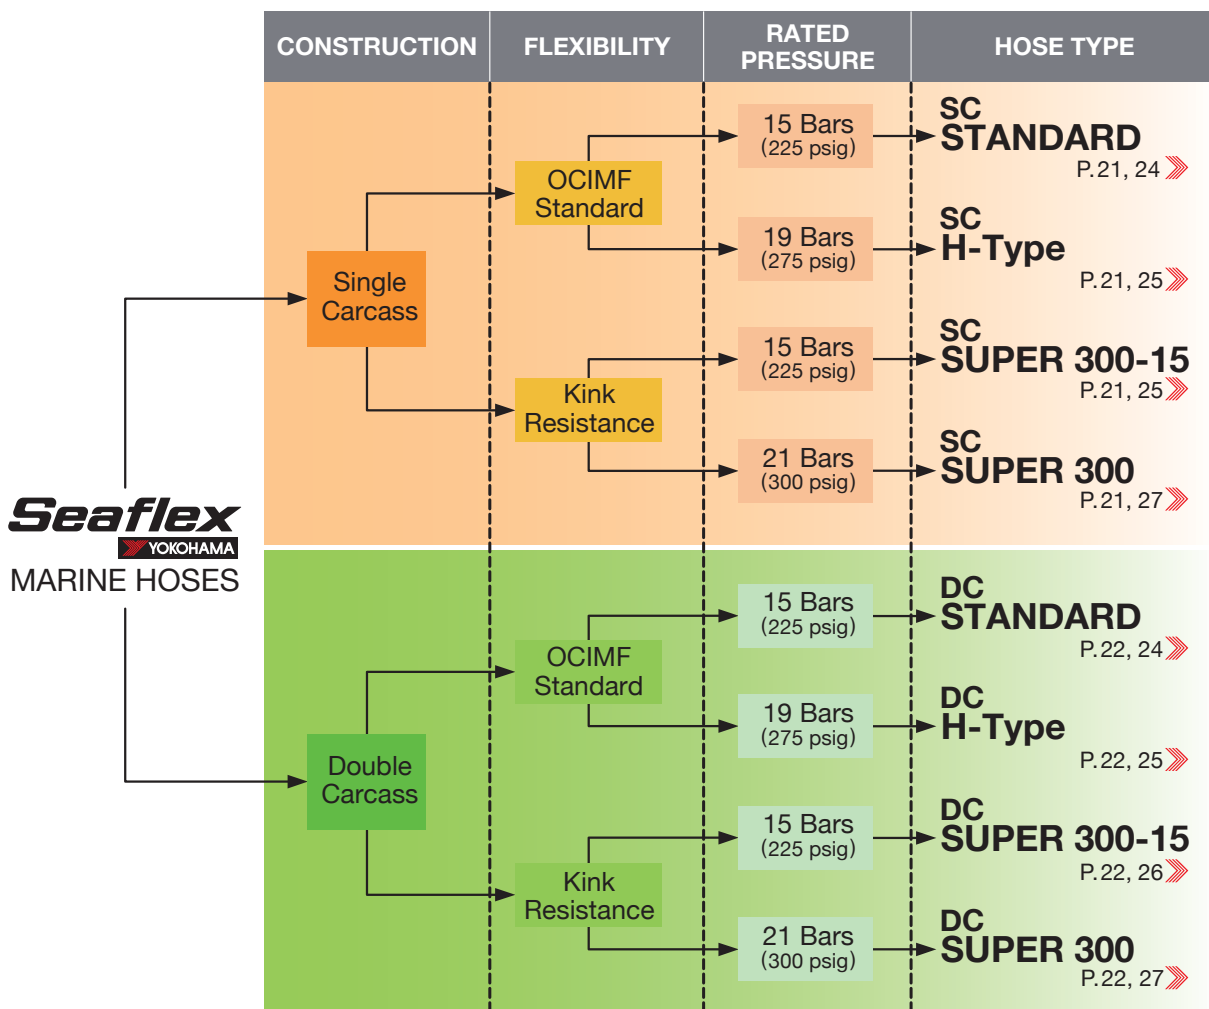 CONSTRUCTION
FLEXIBILITY
RATED
PRESSURE
HOSE TYPE
Seaflex
YOKOHAMA
MARINE HOSES
Single
Carcass
OCIMF
Standard
15 Bars
(225 psig)
SC
STANDARD
P.21, 24
19 Bars
(275 psig)
SC
H-Type
P.21, 25
Kink
Resistance
15 Bars
(225 psig)
SC
SUPER 300-15
P.21, 25
21 Bars
(300 psig)
SC
SUPER 300
P.21, 27
Double
Carcass
OCIMF
Standard
15 Bars
(225 psig)
DC
STANDARD
P.22, 24
19 Bars
(275 psig)
DC
H-Type
P.22, 25
Kink
Resistance
15 Bars
(225 psig)
DC
SUPER 300-15
P.22, 26
21 Bars
(300 psig)
DC
SUPER 300
P.22, 27